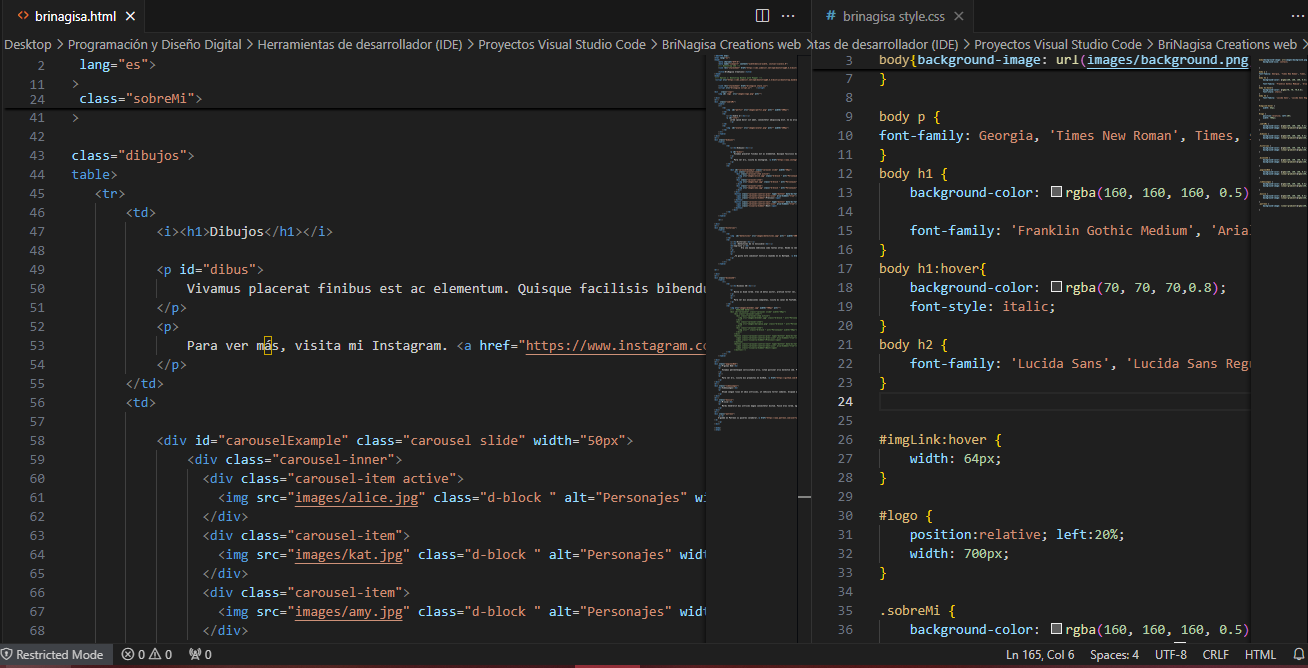 brinagisa.html
Desktop > Programación y Diseño Digital > Herramientas de desarrollador (IDE) > Proyectos Visual Studio Code > BriNagisa Creations web >
2 lang="es">
11 >
24 class="sobreMi">
41 >
42
43 class="dibujos">
44 table>
45 <tr>
46 <td>
47 <i><h1>Dibujos</h1></i>
48
49 <p id="dibus">
50 Vivamus placerat finibus est ac elementum. Quisque facilisis bibendu
51 </p>
52 <p>
53 Para ver más, visita mi Instagram. <a href="https://www.instagram.co
54 </p>
55 </td>
56 <td>
57
58 <div id="carouselExample" class="carousel slide" width="50px">
59 <div class="carousel-inner">
60 <div class="carousel-item active">
61 <img src="images/alice.jpg" class="d-block " alt="Personajes" wi
62 </div>
63 <div class="carousel-item">
64 <img src="images/kat.jpg" class="d-block " alt="Personajes" widt
65 </div>
66 <div class="carousel-item">
67 <img src="images/amy.jpg" class="d-block " alt="Personajes" widt
68 </div>
# brinagisa style.css
tas de desarrollador (IDE) > Proyectos Visual Studio Code > BriNagisa Creations web >
3 body{background-image: url(images/background.png
7 }
8
9 body p {
10 font-family: Georgia, 'Times New Roman', Times, s
11 }
12 body h1 {
13 background-color: rgba(160, 160, 160, 0.5)
14
15 font-family: 'Franklin Gothic Medium', 'Aria
16 }
17 body h1:hover{
18 background-color: rgba(70, 70, 70,0.8);
19 font-style: italic;
20 }
21 body h2 {
22 font-family: 'Lucida Sans', 'Lucida Sans Reg
23 }
24
25
26 #imgLink:hover {
27 width: 64px;
28 }
29
30 #logo {
31 position:relative; left:20%;
32 width: 700px;
33 }
34
35 .sobreMi {
36 background-color: rgba(160, 160, 160, 0.5)
Restricted Mode 0 0 0 Ln 165, Col 6 Spaces: 4 UTF-8 CRLF HTML